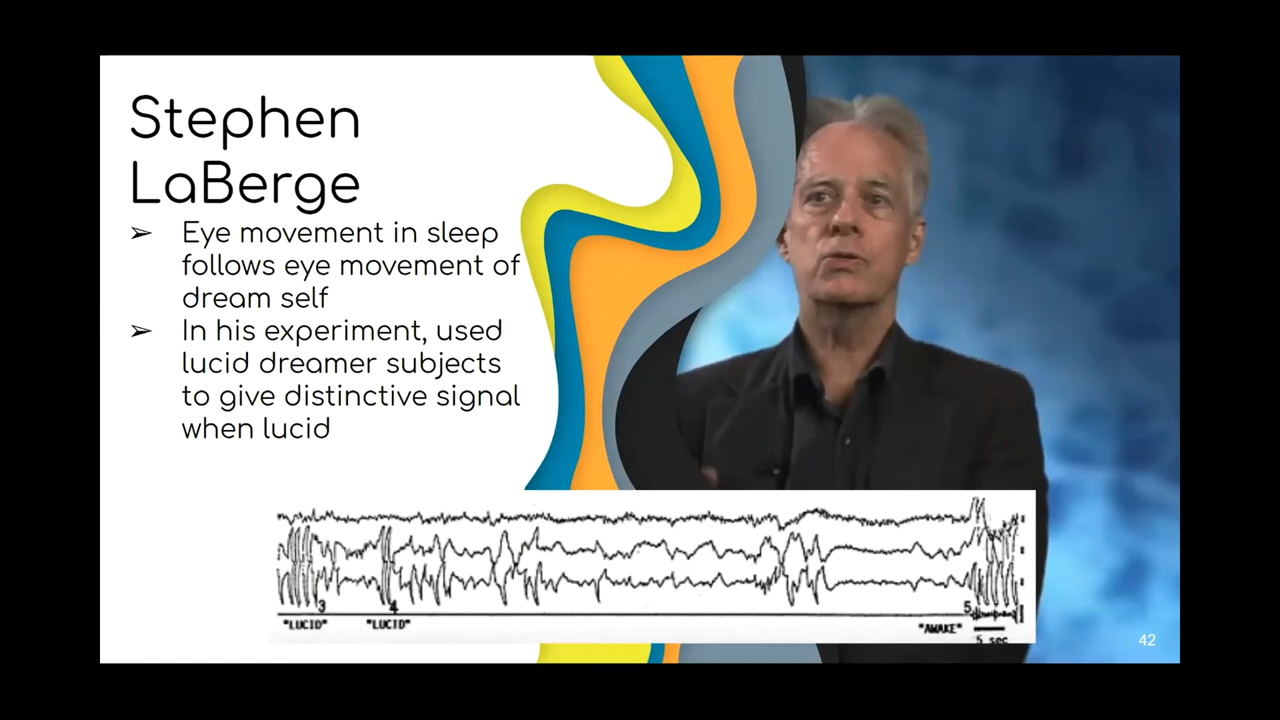 Stephen
LaBerge
➢ Eye movement in sleep
follows eye movement of
dream self
➢ In his experiment, used
lucid dreamer subjects
to give distinctive signal
when lucid
3 4 5
"LUCID" "LUCID" "AWAKE" 5 sec
42